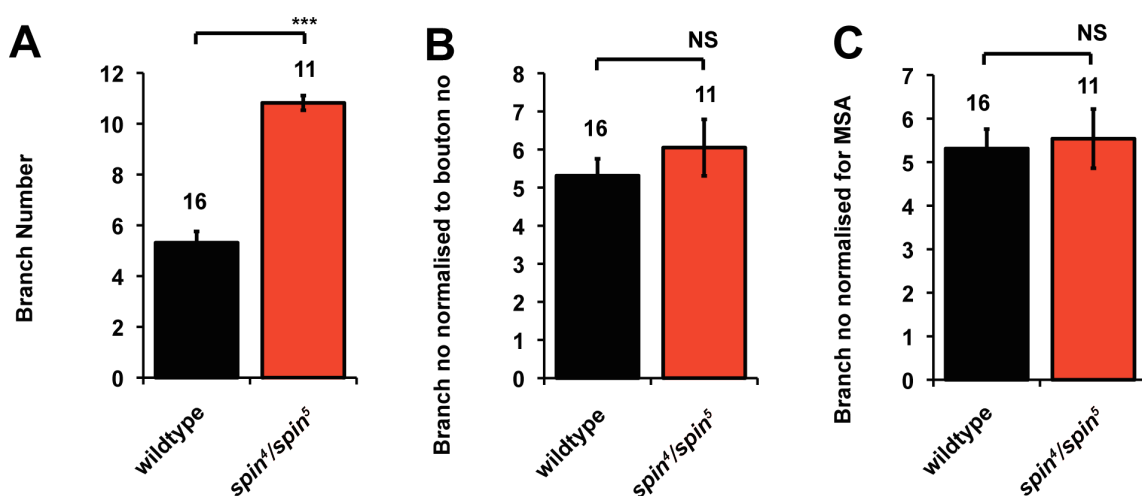 A
Branch Number
12
10
8
6
4
2
0
16
11
***
wildtype
spin⁴/spin⁵
B
Branch no normalised to bouton no
8
7
6
5
4
3
2
1
0
16
11
NS
wildtype
spin⁴/spin⁵
C
Branch no normalised for MSA
7
6
5
4
3
2
1
0
16
11
NS
wildtype
spin⁴/spin⁵